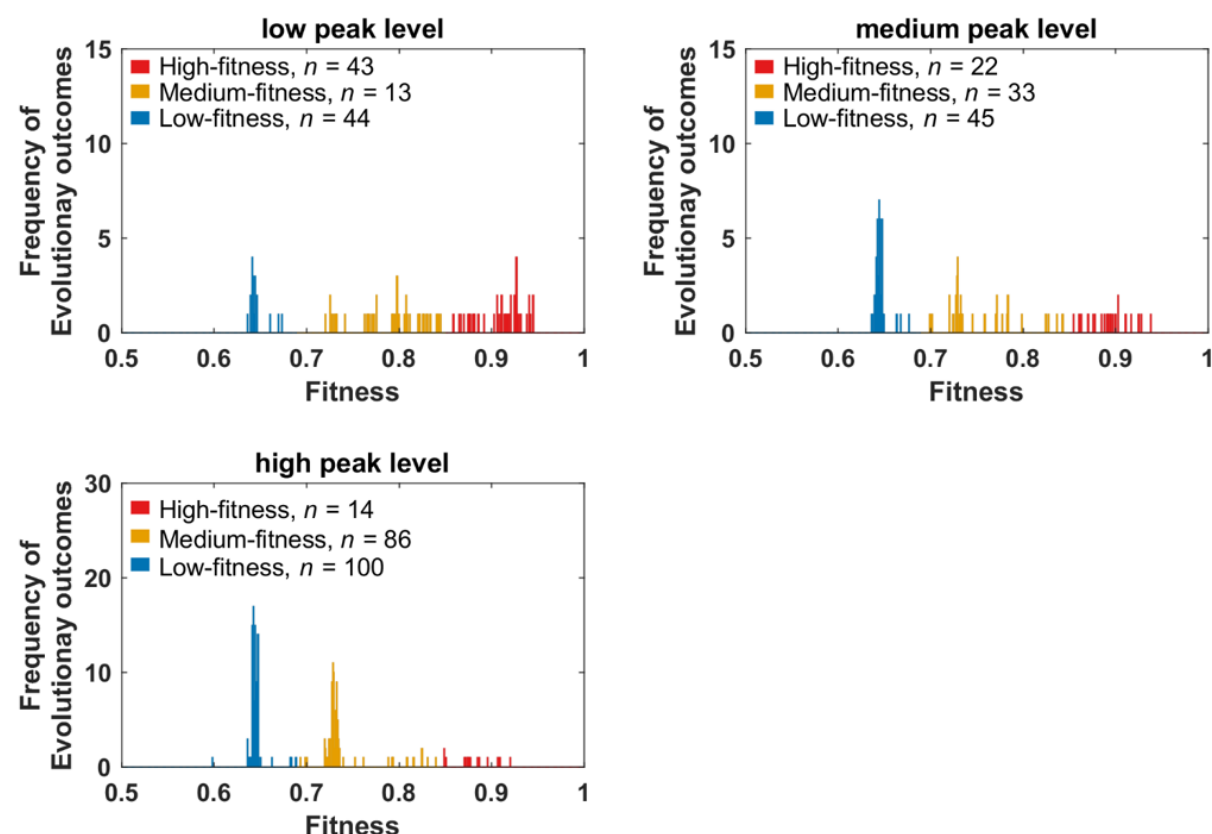 low peak level
15
10
5
0
High-fitness, n = 43
Medium-fitness, n = 13
Low-fitness, n = 44
Frequency of
Evolutionay outcomes
0.5 0.6 0.7 0.8 0.9 1
Fitness
medium peak level
15
10
5
0
High-fitness, n = 22
Medium-fitness, n = 33
Low-fitness, n = 45
Frequency of
Evolutionay outcomes
0.5 0.6 0.7 0.8 0.9 1
Fitness
high peak level
30
20
10
0
High-fitness, n = 14
Medium-fitness, n = 86
Low-fitness, n = 100
Frequency of
Evolutionay outcomes
0.5 0.6 0.7 0.8 0.9 1
Fitness